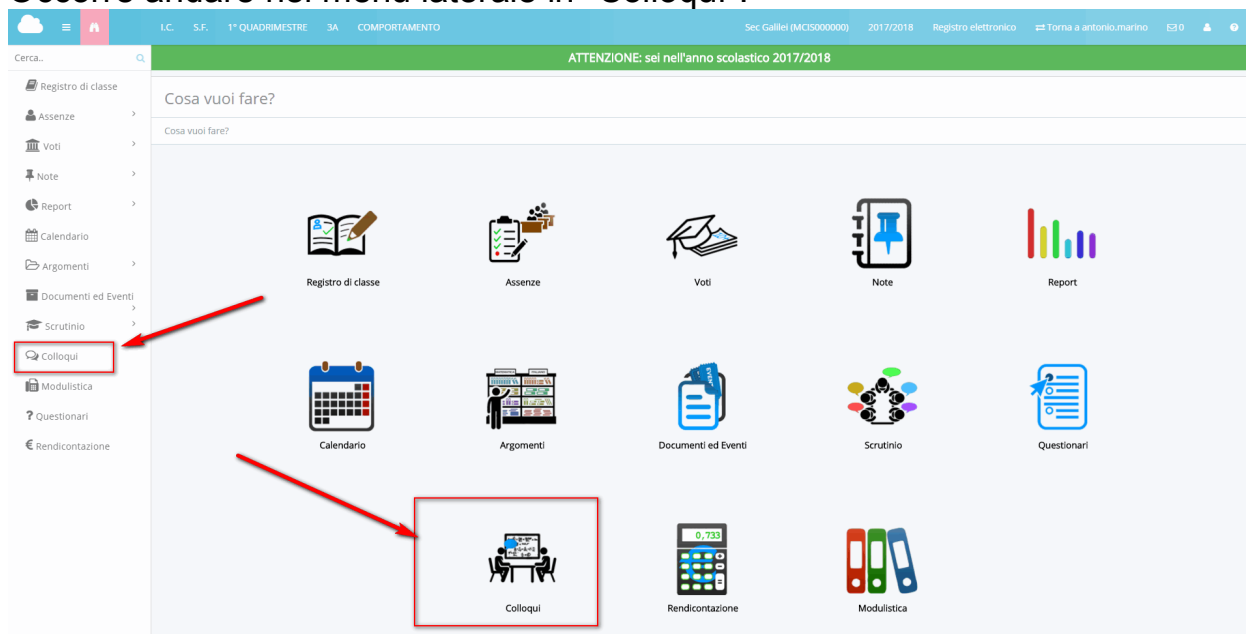 Occorre andare nel menù laterale in "Colloqui".
I.C. S.F. 1° QUADRIMESTRE 3A COMPORTAMENTO Sec Galilei (MCIS000000) 2017/2018 Registro elettronico Torna a antonio.marino 0
Cerca..
ATTENZIONE: sei nell'anno scolastico 2017/2018
Registro di classe
Assenze
Voti
Note
Report
Calendario
Argomenti
Documenti ed Eventi
Scrutinio
Colloqui
Modulistica
? Questionari
€ Rendicontazione
Cosa vuoi fare?
Cosa vuoi fare?
Registro di classe Assenze Voti Note Report
Calendario Argomenti Documenti ed Eventi Scrutinio Questionari
0,733
Colloqui Rendicontazione Modulistica